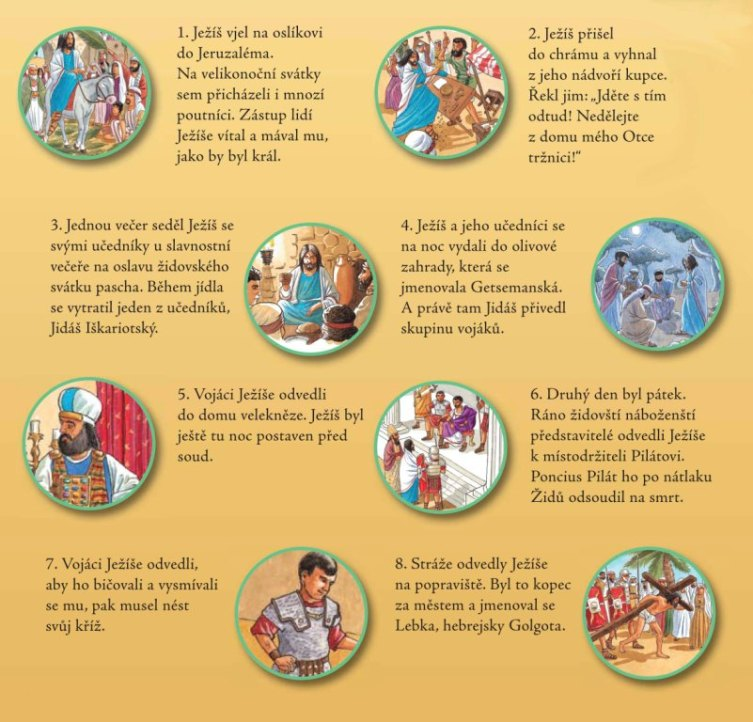 1. Ježíš vjel na oslíkovi
do Jeruzaléma.
Na velikonoční svátky
sem přicházeli i mnozí
poutníci. Zástup lidí
Ježíše vítal a mával mu,
jako by byl král.
2. Ježíš přišel
do chrámu a vyhnal
z jeho nádvoří kupce.
Řekl jim: „Jděte s tím
odtud! Nedělejte
z domu mého Otce
tržnici!“
3. Jednou večer seděl Ježíš se
svými učedníky u slavnostní
večeře na oslavu židovského
svátku pascha. Během jídla
se vytratil jeden z učedníků,
Jidáš Iškariotský.
4. Ježíš a jeho učedníci se
na noc vydali do olivové
zahrady, která se
jmenovala Getsemanská.
A právě tam Jidáš přivedl
skupinu vojáků.
5. Vojáci Ježíše odvedli
do domu velekněze. Ježíš byl
ještě tu noc postaven před
soud.
6. Druhý den byl pátek.
Ráno židovští náboženští
představitelé odvedli Ježíše
k místodržiteli Pilátovi.
Poncius Pilát ho po nátlaku
Židů odsoudil na smrt.
7. Vojáci Ježíše odvedli,
aby ho bičovali a vysmívali
se mu, pak musel nést
svůj kříž.
8. Stráže odvedly Ježíše
na popraviště. Byl to kopec
za městem a jmenoval se
Lebka, hebrejsky Golgota.